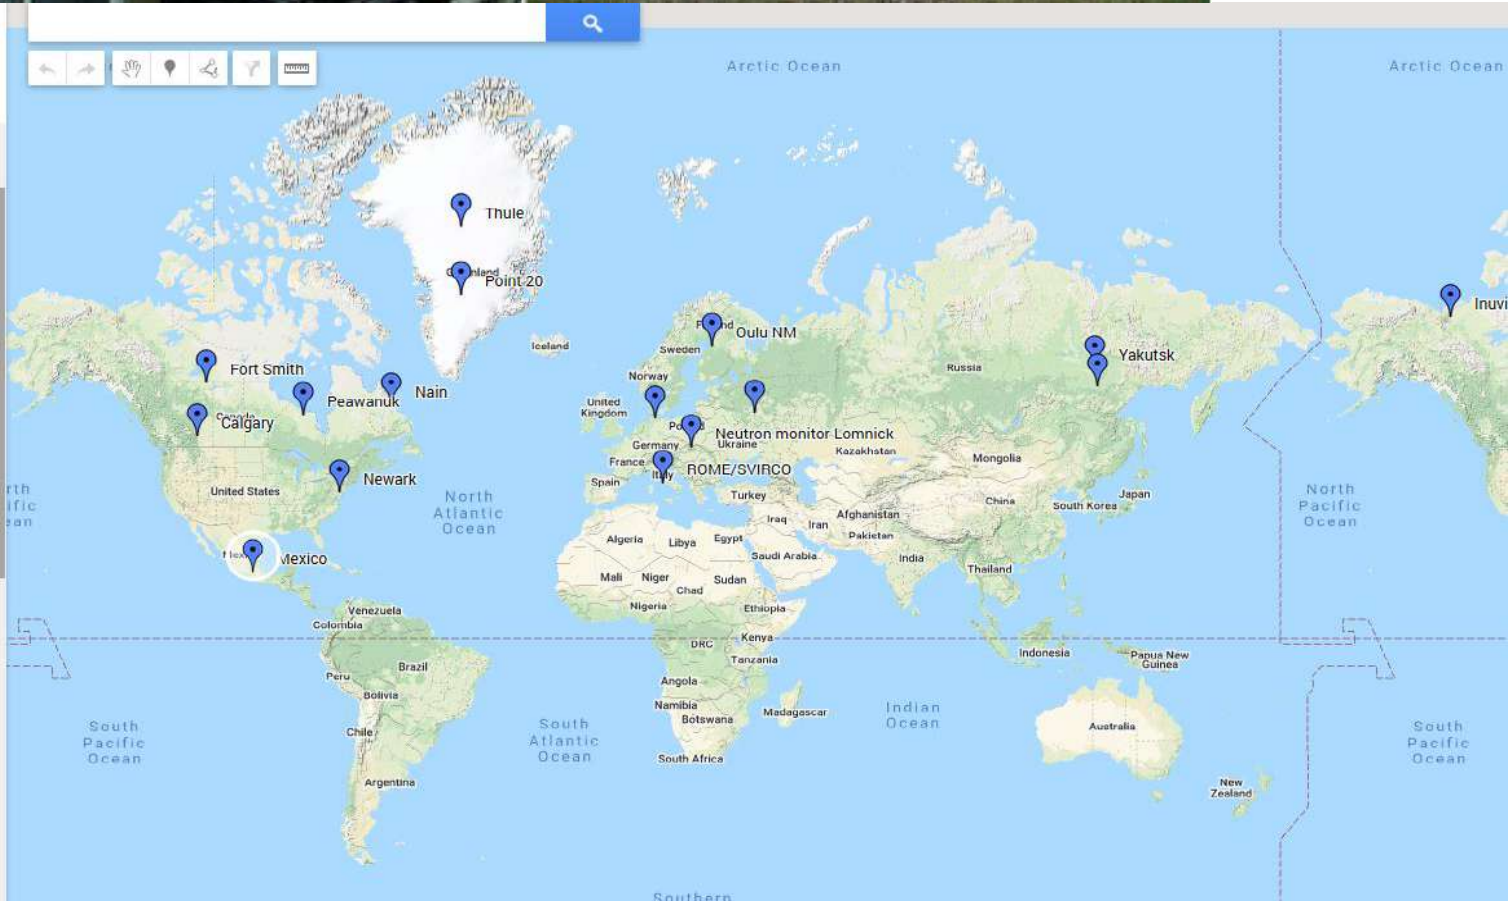 Arctic Ocean
Arctic Ocean
Thule
Point 20
Inuvi
Iceland
Oulu NM
Sweden
Norway
Russia
Yakutsk
Fort Smith
Nain
Peawanuk
Calgary
United
Kingdom
Neutron monitor Lomnick
Germany
Ukraine
Kazakhstan
Mongolia
France
Italy
ROME/SVIRCO
Spain
Turkey
Newark
United States
North
Atlantic
Ocean
China
South Korea
Japan
North
Pacific
Ocean
Iraq
Iran
Afghanistan
Pakistan
Algeria
Libya
Egypt
Saudi Arabia
India
Thailand
Mexico
Mali
Niger
Chad
Sudan
Nigeria
Ethiopia
Venezuela
Colombia
DRC
Kenya
Tanzania
Indonesia
Papua New
Guinea
Brazil
Peru
Bolivia
Angola
Namibia
Botswana
Madagascar
Indian
Ocean
Australia
South
Pacific
Ocean
Chile
South
Atlantic
Ocean
South Africa
South
Pacific
Ocean
Argentina
New
Zealand
Southern